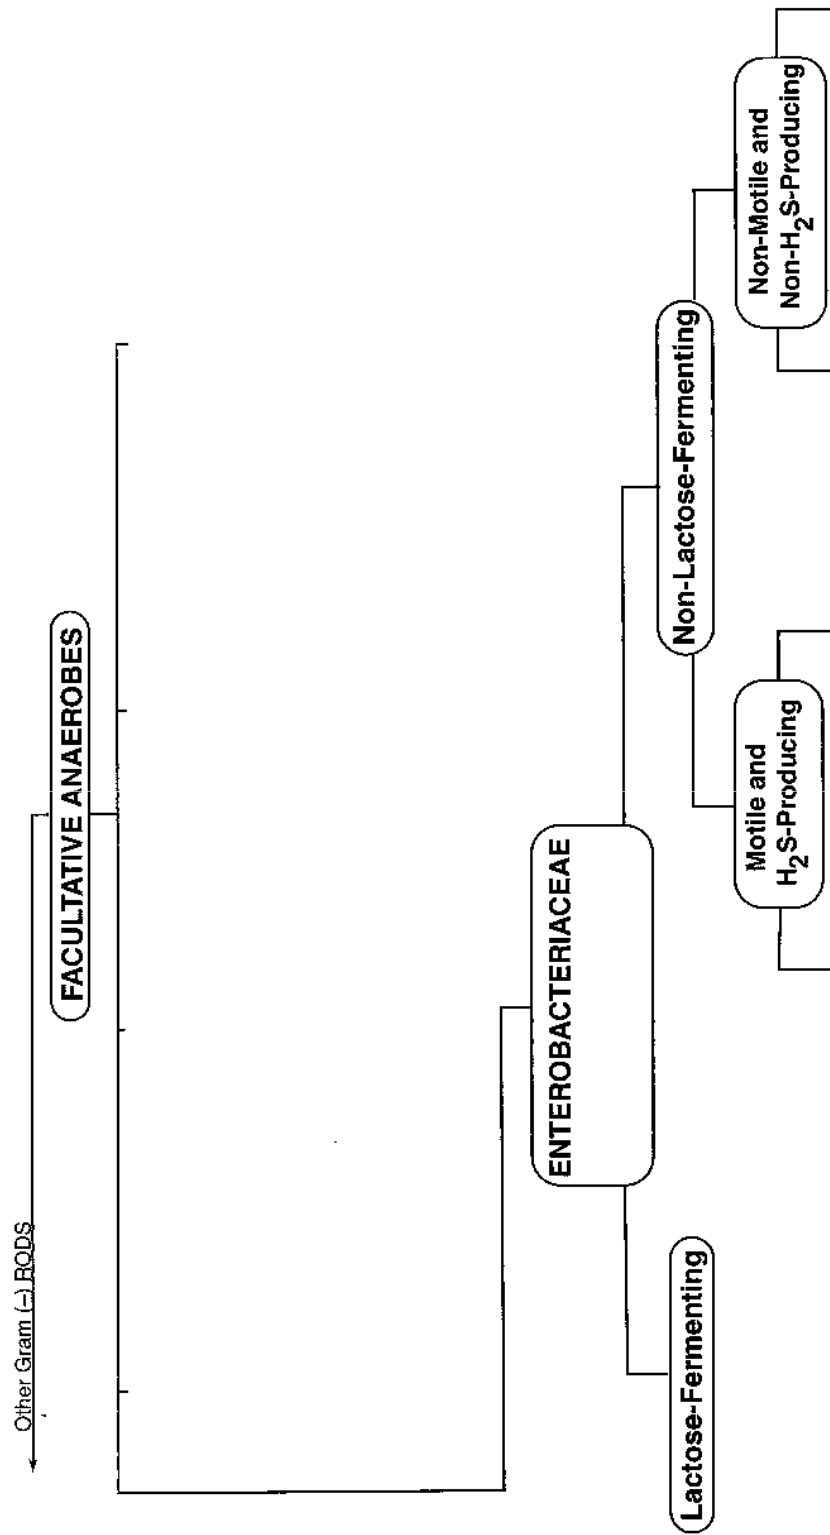 Other Gram (–) RODS
FACULTATIVE ANAEROBES
ENTEROBACTERIACEAE
Lactose-Fermenting
Non-Lactose-Fermenting
Motile and
H₂S-Producing
Non-Motile and
Non-H₂S-Producing